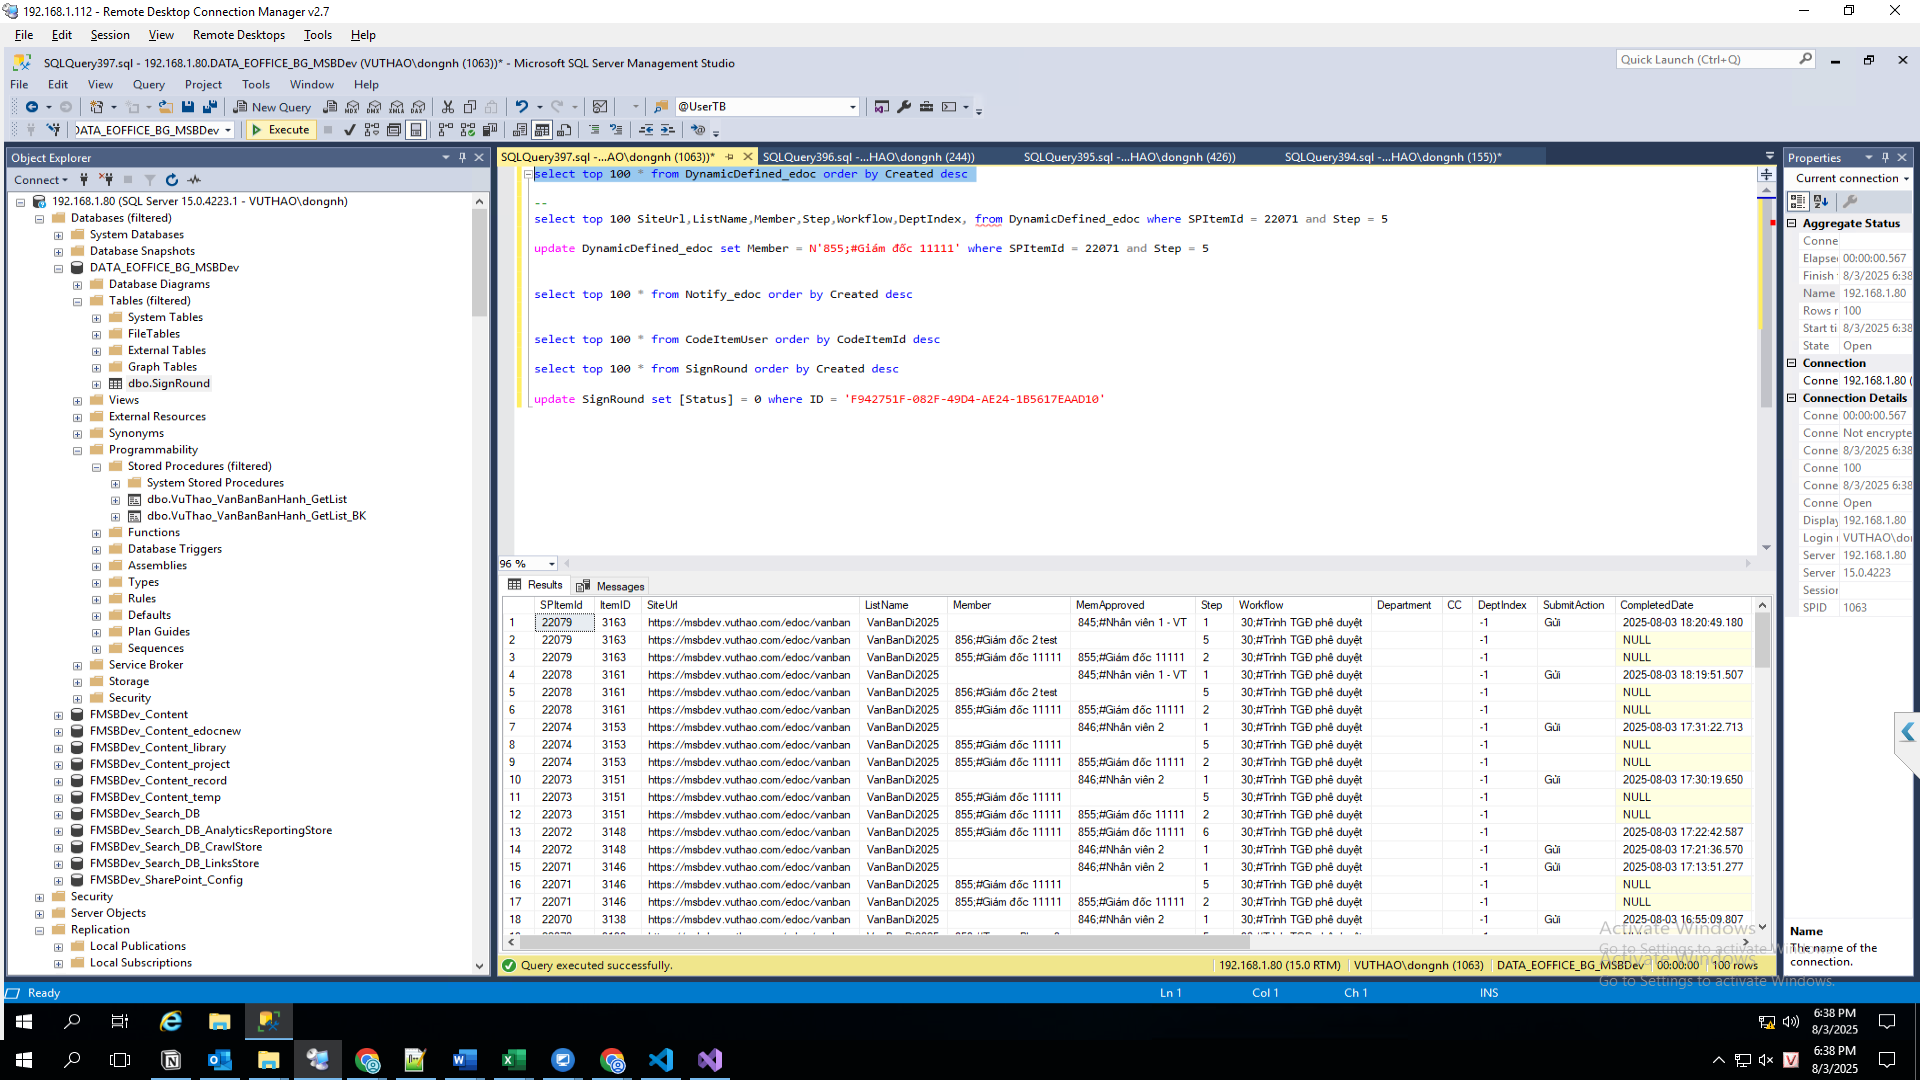 192.168.1.112 - Remote Desktop Connection Manager v2.7
File Edit Session View Remote Desktops Tools Help
SQLQuery397.sql - 192.168.1.80.DATA_EOFFICE_BG_MSBDev (VUTHAO\dongnh (1063))* - Microsoft SQL Server Management Studio
Quick Launch (Ctrl+Q)
File Edit View Query Project Tools Window Help
New Query @UserTB
DATA_EOFFICE_BG_MSBDev Execute
Object Explorer
Connect
192.168.1.80 (SQL Server 15.0.4223.1 - VUTHAO\dongnh)
Databases (filtered)
System Databases
Database Snapshots
DATA_EOFFICE_BG_MSBDev
Database Diagrams
Tables (filtered)
System Tables
FileTables
External Tables
Graph Tables
dbo.SignRound
Views
External Resources
Synonyms
Programmability
Stored Procedures (filtered)
System Stored Procedures
dbo.VuThao_VanBanBanHanh_GetList
dbo.VuThao_VanBanBanHanh_GetList_BK
Functions
Database Triggers
Assemblies
Types
Rules
Defaults
Plan Guides
Sequences
Service Broker
Storage
Security
FMSBDev_Content
FMSBDev_Content_edocnew
FMSBDev_Content_library
FMSBDev_Content_project
FMSBDev_Content_record
FMSBDev_Content_temp
FMSBDev_Search_DB
FMSBDev_Search_DB_AnalyticsReportingStore
FMSBDev_Search_DB_CrawlStore
FMSBDev_Search_DB_LinksStore
FMSBDev_SharePoint_Config
Security
Server Objects
Replication
Local Publications
Local Subscriptions
SQLQuery397.sql -...AO\dongnh (1063))* SQLQuery396.sql -...HAO\dongnh (244)) SQLQuery395.sql -...HAO\dongnh (426)) SQLQuery394.sql -...HAO\dongnh (155))*
select top 100 * from DynamicDefined_edoc order by Created desc
--
select top 100 SiteUrl,ListName,Member,Step,Workflow,DeptIndex, from DynamicDefined_edoc where SPItemId = 22071 and Step = 5
update DynamicDefined_edoc set Member = N'855;#Giám đốc 11111' where SPItemId = 22071 and Step = 5
select top 100 * from Notify_edoc order by Created desc
select top 100 * from CodeItemUser order by CodeItemId desc
select top 100 * from SignRound order by Created desc
update SignRound set [Status] = 0 where ID = 'F942751F-082F-49D4-AE24-1B5617EAAD10'
96 %
Results Messages
SPItemId ItemID SiteUrl ListName Member MemApproved Step Workflow Department CC DeptIndex SubmitAction CompletedDate
1 22079 3163 https://msbdev.vuthao.com/edoc/vanban VanBanDi2025 845;#Nhân viên 1 - VT 1 30;#Trình TGĐ phê duyệt -1 Gửi 2025-08-03 18:20:49.180
2 22079 3163 https://msbdev.vuthao.com/edoc/vanban VanBanDi2025 856;#Giám đốc 2 test 5 30;#Trình TGĐ phê duyệt -1 NULL
3 22079 3163 https://msbdev.vuthao.com/edoc/vanban VanBanDi2025 855;#Giám đốc 11111 855;#Giám đốc 11111 2 30;#Trình TGĐ phê duyệt -1 NULL
4 22078 3161 https://msbdev.vuthao.com/edoc/vanban VanBanDi2025 845;#Nhân viên 1 - VT 1 30;#Trình TGĐ phê duyệt -1 Gửi 2025-08-03 18:19:51.507
5 22078 3161 https://msbdev.vuthao.com/edoc/vanban VanBanDi2025 856;#Giám đốc 2 test 5 30;#Trình TGĐ phê duyệt -1 NULL
6 22078 3161 https://msbdev.vuthao.com/edoc/vanban VanBanDi2025 855;#Giám đốc 11111 855;#Giám đốc 11111 2 30;#Trình TGĐ phê duyệt -1 NULL
7 22074 3153 https://msbdev.vuthao.com/edoc/vanban VanBanDi2025 846;#Nhân viên 2 1 30;#Trình TGĐ phê duyệt -1 Gửi 2025-08-03 17:31:22.713
8 22074 3153 https://msbdev.vuthao.com/edoc/vanban VanBanDi2025 855;#Giám đốc 11111 5 30;#Trình TGĐ phê duyệt -1 NULL
9 22074 3153 https://msbdev.vuthao.com/edoc/vanban VanBanDi2025 855;#Giám đốc 11111 855;#Giám đốc 11111 2 30;#Trình TGĐ phê duyệt -1 NULL
10 22073 3151 https://msbdev.vuthao.com/edoc/vanban VanBanDi2025 846;#Nhân viên 2 1 30;#Trình TGĐ phê duyệt -1 Gửi 2025-08-03 17:30:19.650
11 22073 3151 https://msbdev.vuthao.com/edoc/vanban VanBanDi2025 855;#Giám đốc 11111 5 30;#Trình TGĐ phê duyệt -1 NULL
12 22073 3151 https://msbdev.vuthao.com/edoc/vanban VanBanDi2025 855;#Giám đốc 11111 855;#Giám đốc 11111 2 30;#Trình TGĐ phê duyệt -1 NULL
13 22072 3148 https://msbdev.vuthao.com/edoc/vanban VanBanDi2025 855;#Giám đốc 11111 855;#Giám đốc 11111 6 30;#Trình TGĐ phê duyệt -1 2025-08-03 17:22:42.587
14 22072 3148 https://msbdev.vuthao.com/edoc/vanban VanBanDi2025 846;#Nhân viên 2 1 30;#Trình TGĐ phê duyệt -1 Gửi 2025-08-03 17:21:36.570
15 22071 3146 https://msbdev.vuthao.com/edoc/vanban VanBanDi2025 846;#Nhân viên 2 1 30;#Trình TGĐ phê duyệt -1 Gửi 2025-08-03 17:13:51.277
16 22071 3146 https://msbdev.vuthao.com/edoc/vanban VanBanDi2025 855;#Giám đốc 11111 5 30;#Trình TGĐ phê duyệt -1 NULL
17 22071 3146 https://msbdev.vuthao.com/edoc/vanban VanBanDi2025 855;#Giám đốc 11111 855;#Giám đốc 11111 2 30;#Trình TGĐ phê duyệt -1 NULL
18 22070 3138 https://msbdev.vuthao.com/edoc/vanban VanBanDi2025 846;#Nhân viên 2 1 30;#Trình TGĐ phê duyệt -1 Gửi 2025-08-03 16:55:09.807
Query executed successfully. 192.168.1.80 (15.0 RTM) VUTHAO\dongnh (1063) DATA_EOFFICE_BG_MSBDev 00:00:00 100 rows
Properties
Current connection
Aggregate Status
Conne
Elapse 00:00:00.567
Finish 8/3/2025 6:38
Name 192.168.1.80
Rows r 100
Start ti 8/3/2025 6:38
State Open
Connection
Conne 192.168.1.80 (
Connection Details
Conne 00:00:00.567
Conne Not encrypte
Conne 8/3/2025 6:38
Conne 100
Conne 8/3/2025 6:38
Conne Open
Display 192.168.1.80
Login VUTHAO\don
Server 192.168.1.80
Server 15.0.4223
Session
SPID 1063
Name
The name of the
connection.
Activate Windows
Go to Settings to activate Windows.
Activate Windows
Go to Settings to activate Windows.
Ready Ln 1 Col 1 Ch 1 INS
6:38 PM
8/3/2025
6:38 PM
8/3/2025